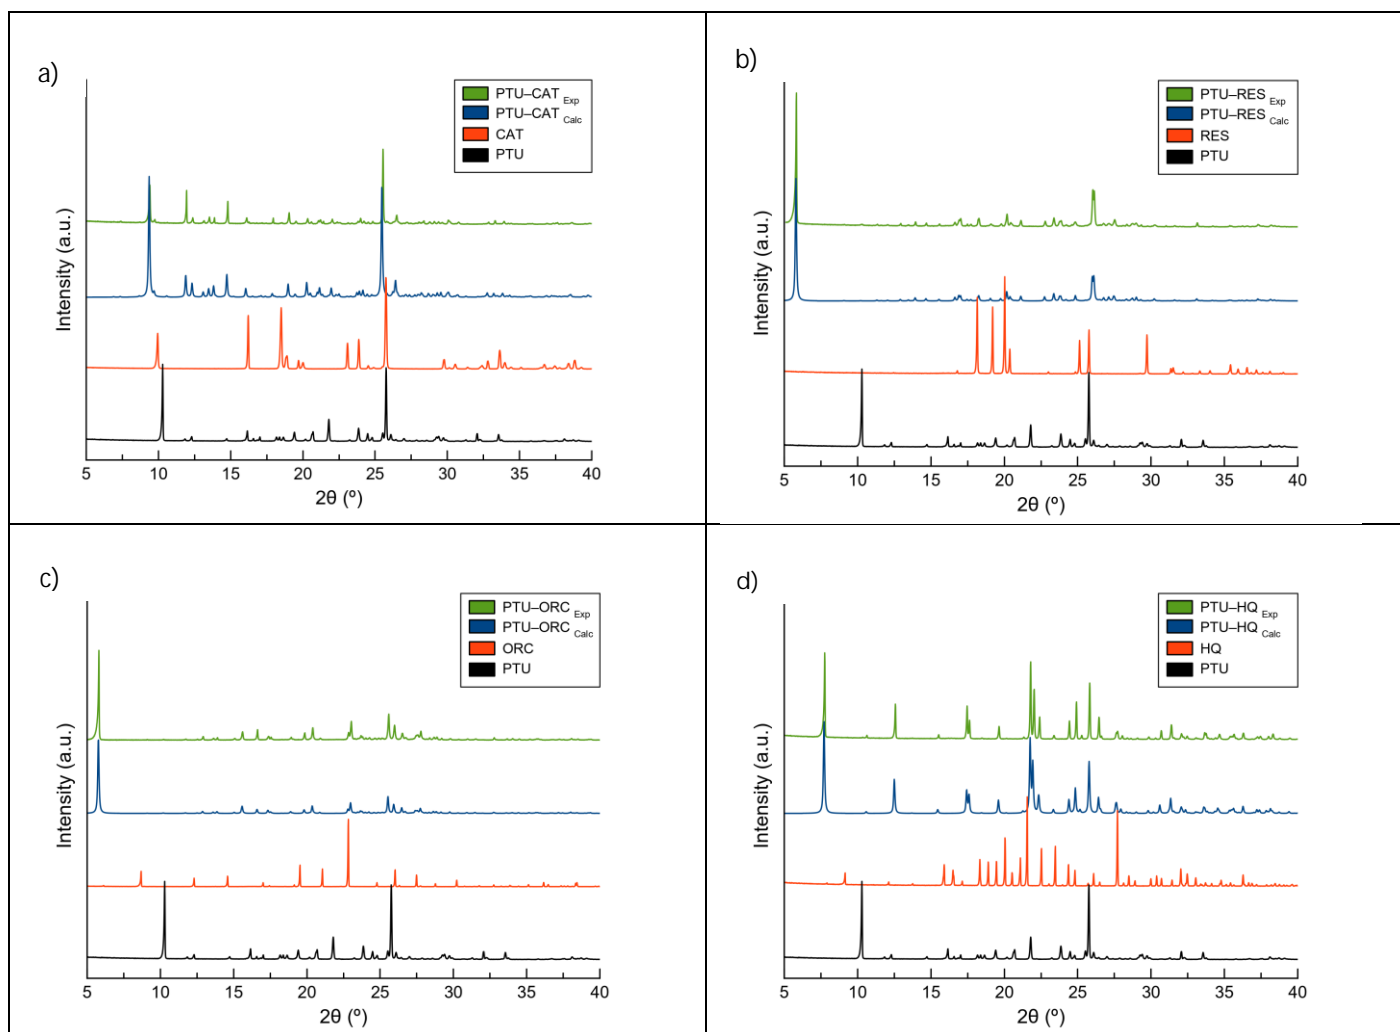 a)
PTU–CAT Exp
PTU–CAT Calc
CAT
PTU
Intensity (a.u.)
5 10 15 20 25 30 35 40
2θ (º)
b)
PTU–RES Exp
PTU–RES Calc
RES
PTU
Intensity (a.u.)
5 10 15 20 25 30 35 40
2θ (º)
c)
PTU–ORC Exp
PTU–ORC Calc
ORC
PTU
Intensity (a.u.)
5 10 15 20 25 30 35 40
2θ (º)
d)
PTU–HQ Exp
PTU–HQ Calc
HQ
PTU
Intensity (a.u.)
5 10 15 20 25 30 35 40
2θ (º)